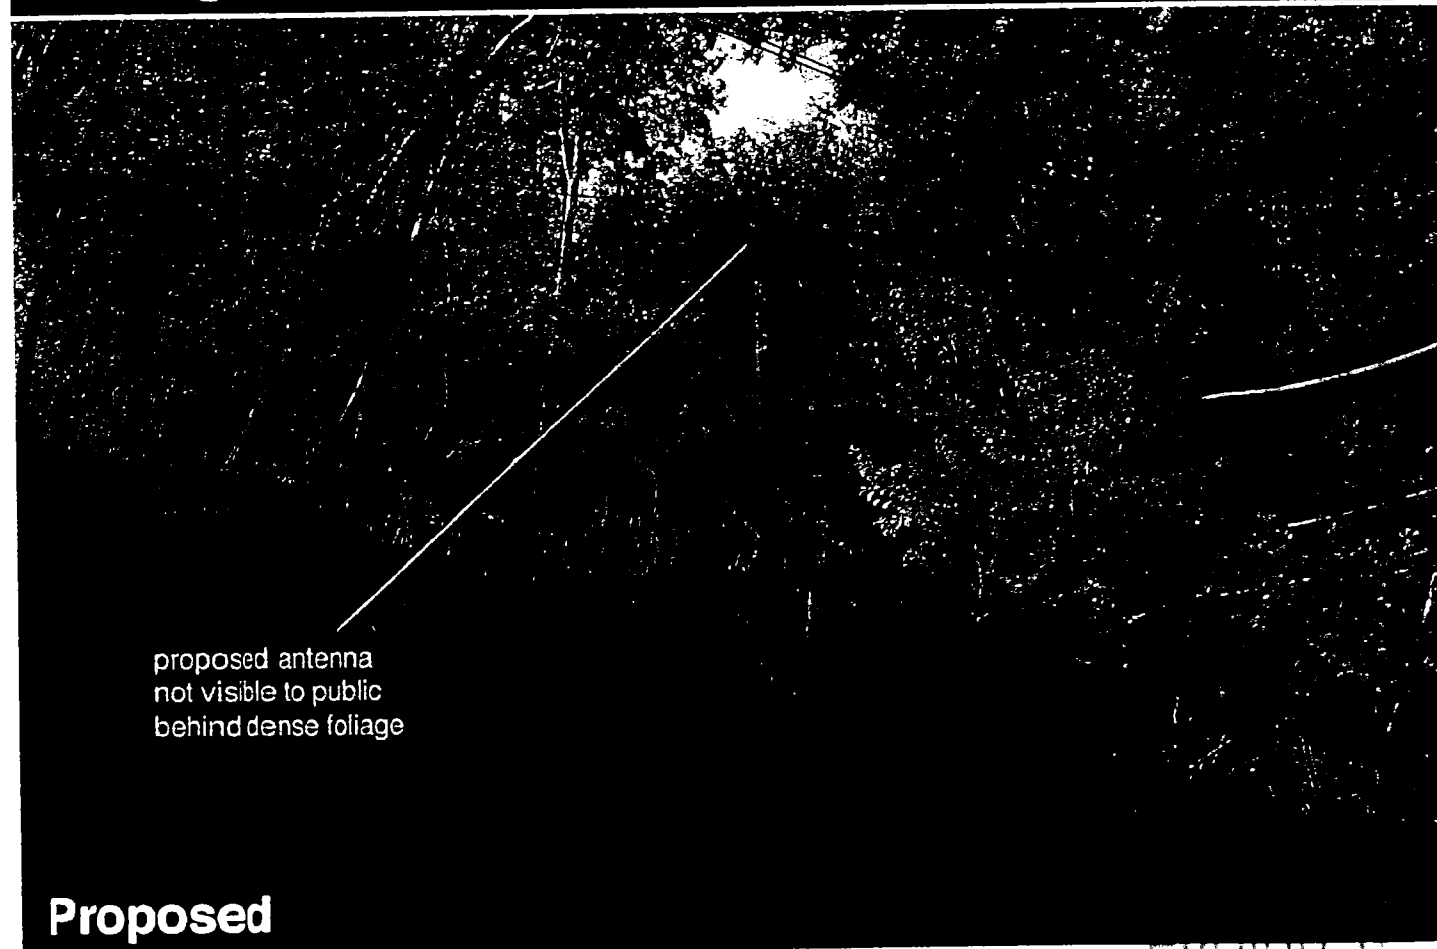 proposed antenna
not visible to public
behind dense foliage
Proposed